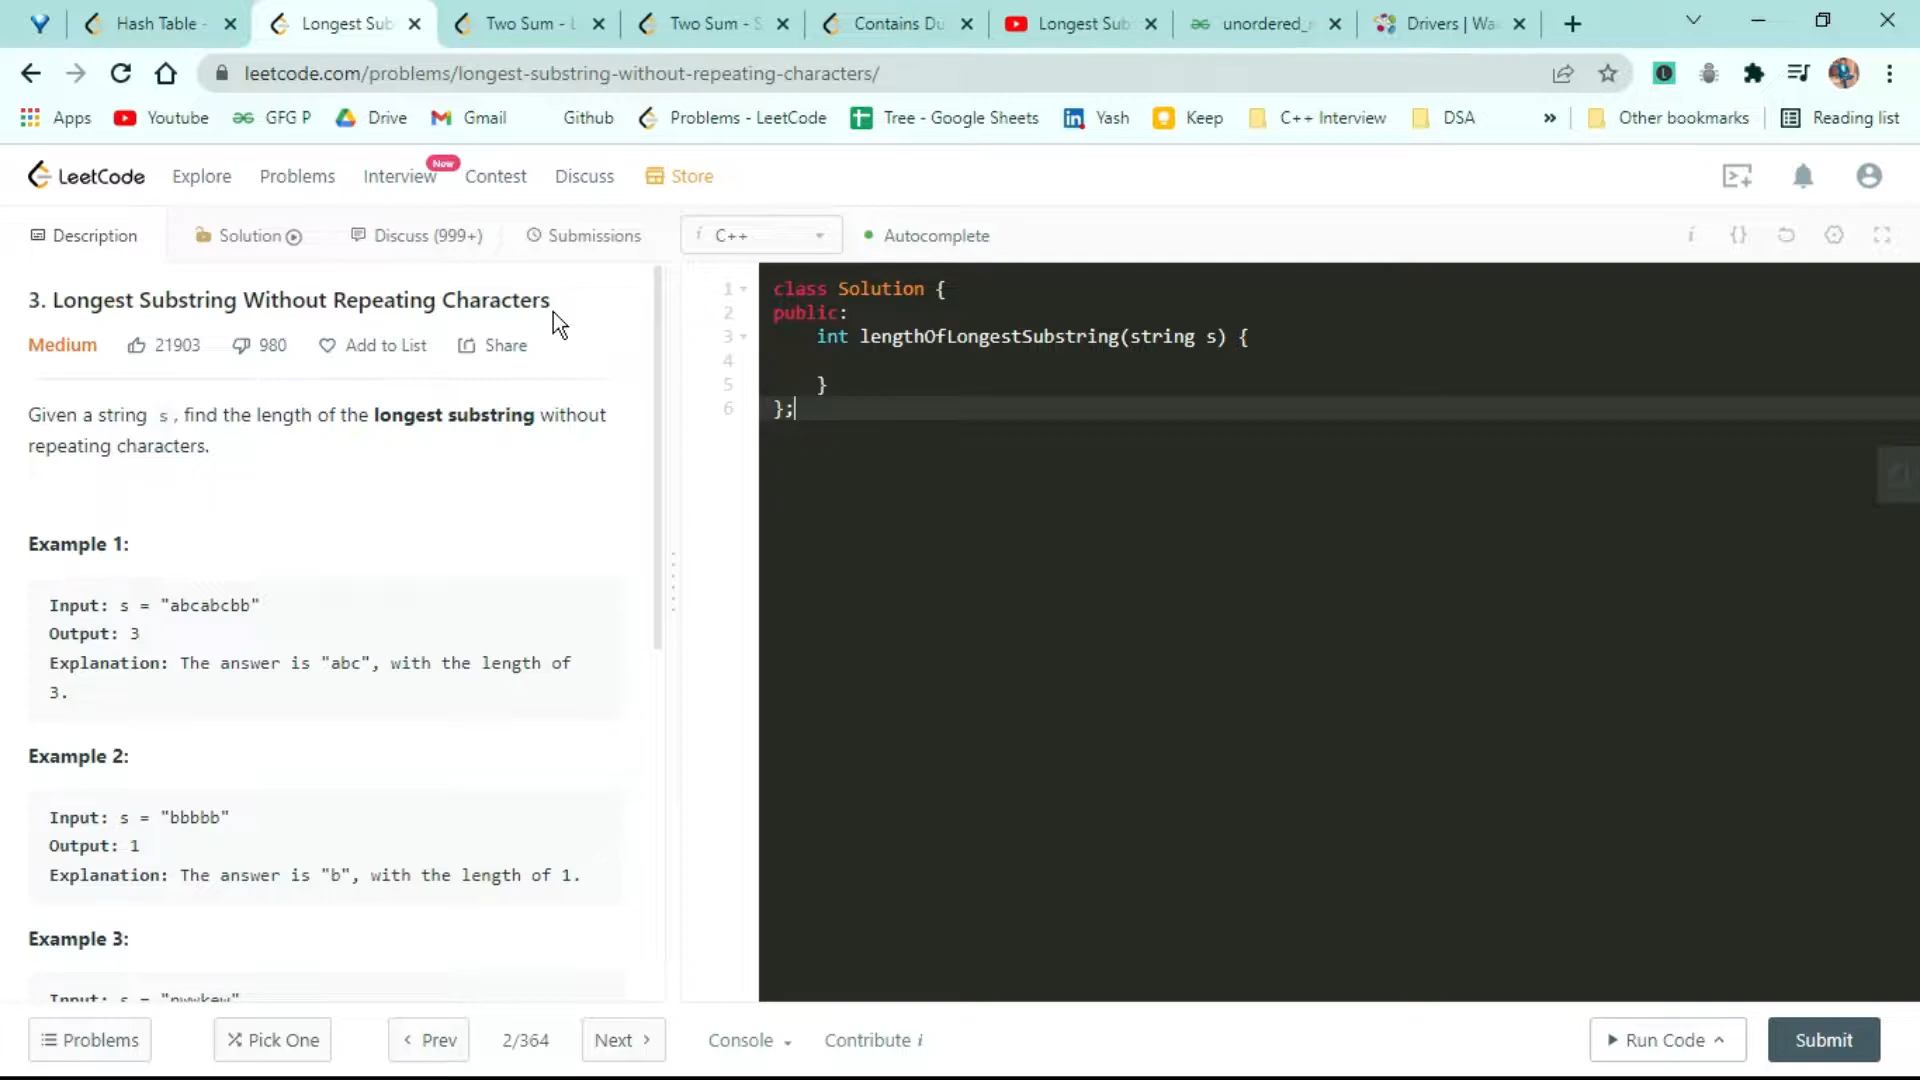 Hash Table -
Longest Sub
Two Sum -
Two Sum - S
Contains Du
Longest Sub
unordered_
Drivers | Wa
leetcode.com/problems/longest-substring-without-repeating-characters/
Apps
Youtube
GFG P
Drive
Gmail
Github
Problems - LeetCode
Tree - Google Sheets
Yash
Keep
C++ Interview
DSA
»
Other bookmarks
Reading list
LeetCode
Explore
Problems
Interview
New
Contest
Discuss
Store
Description
Solution
Discuss (999+)
Submissions
i C++
Autocomplete
i {}
3. Longest Substring Without Repeating Characters
Medium
21903
980
Add to List
Share
Given a string s, find the length of the longest substring without
repeating characters.
Example 1:
Input: s = "abcabcbb"
Output: 3
Explanation: The answer is "abc", with the length of
3.
Example 2:
Input: s = "bbbbb"
Output: 1
Explanation: The answer is "b", with the length of 1.
Example 3:
Input: s = "pwwkew"
1 class Solution {
2 public:
3 int lengthOfLongestSubstring(string s) {
4
5 }
6 };
Problems
Pick One
Prev
2/364
Next
Console
Contribute i
Run Code
Submit